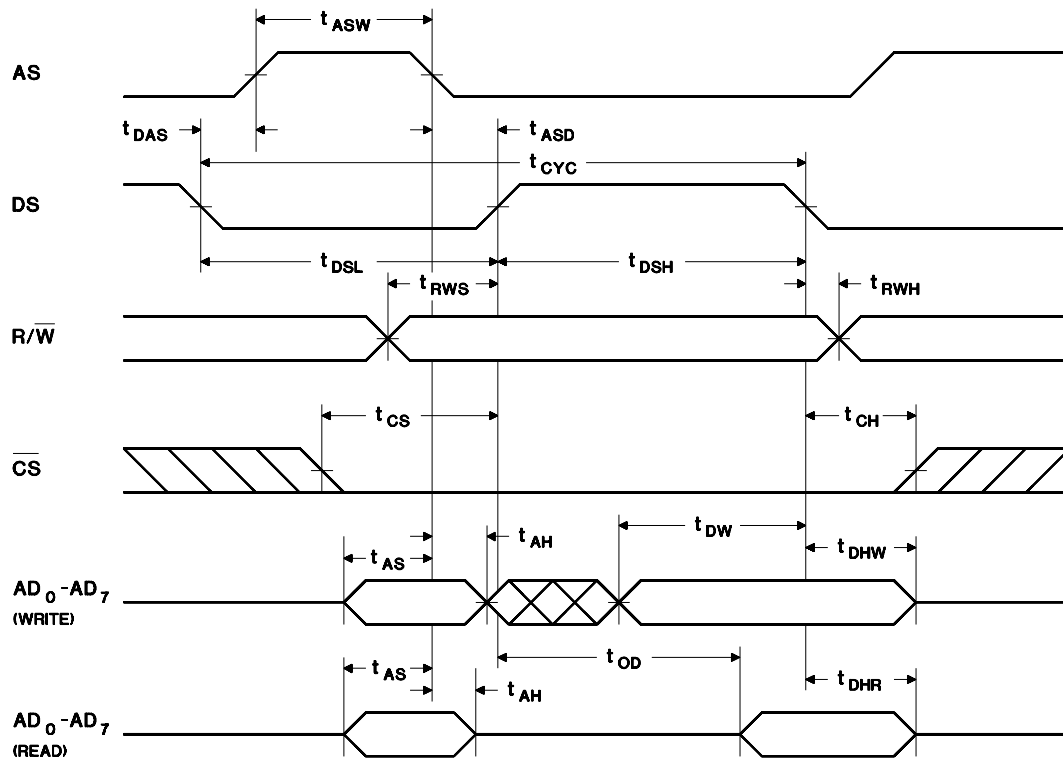 t ASW
AS
t DAS
t ASD
t CYC
DS
t DSL
t DSH
t RWS
t RWH
R/W̅
t CS
t CH
C̅S̅
t DW
t AH
t AS
t DHW
AD 0 -AD 7
(WRITE)
t OD
t AS
t DHR
t AH
AD 0 -AD 7
(READ)